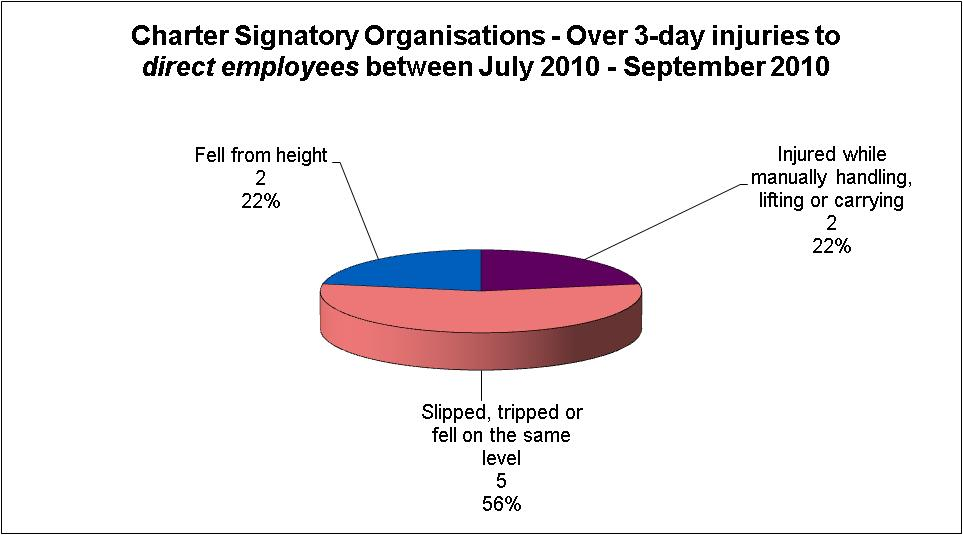 Charter Signatory Organisations - Over 3-day injuries to
direct employees between July 2010 - September 2010
Fell from height
2
22%
Injured while
manually handling,
lifting or carrying
2
22%
Slipped, tripped or
fell on the same
level
5
56%